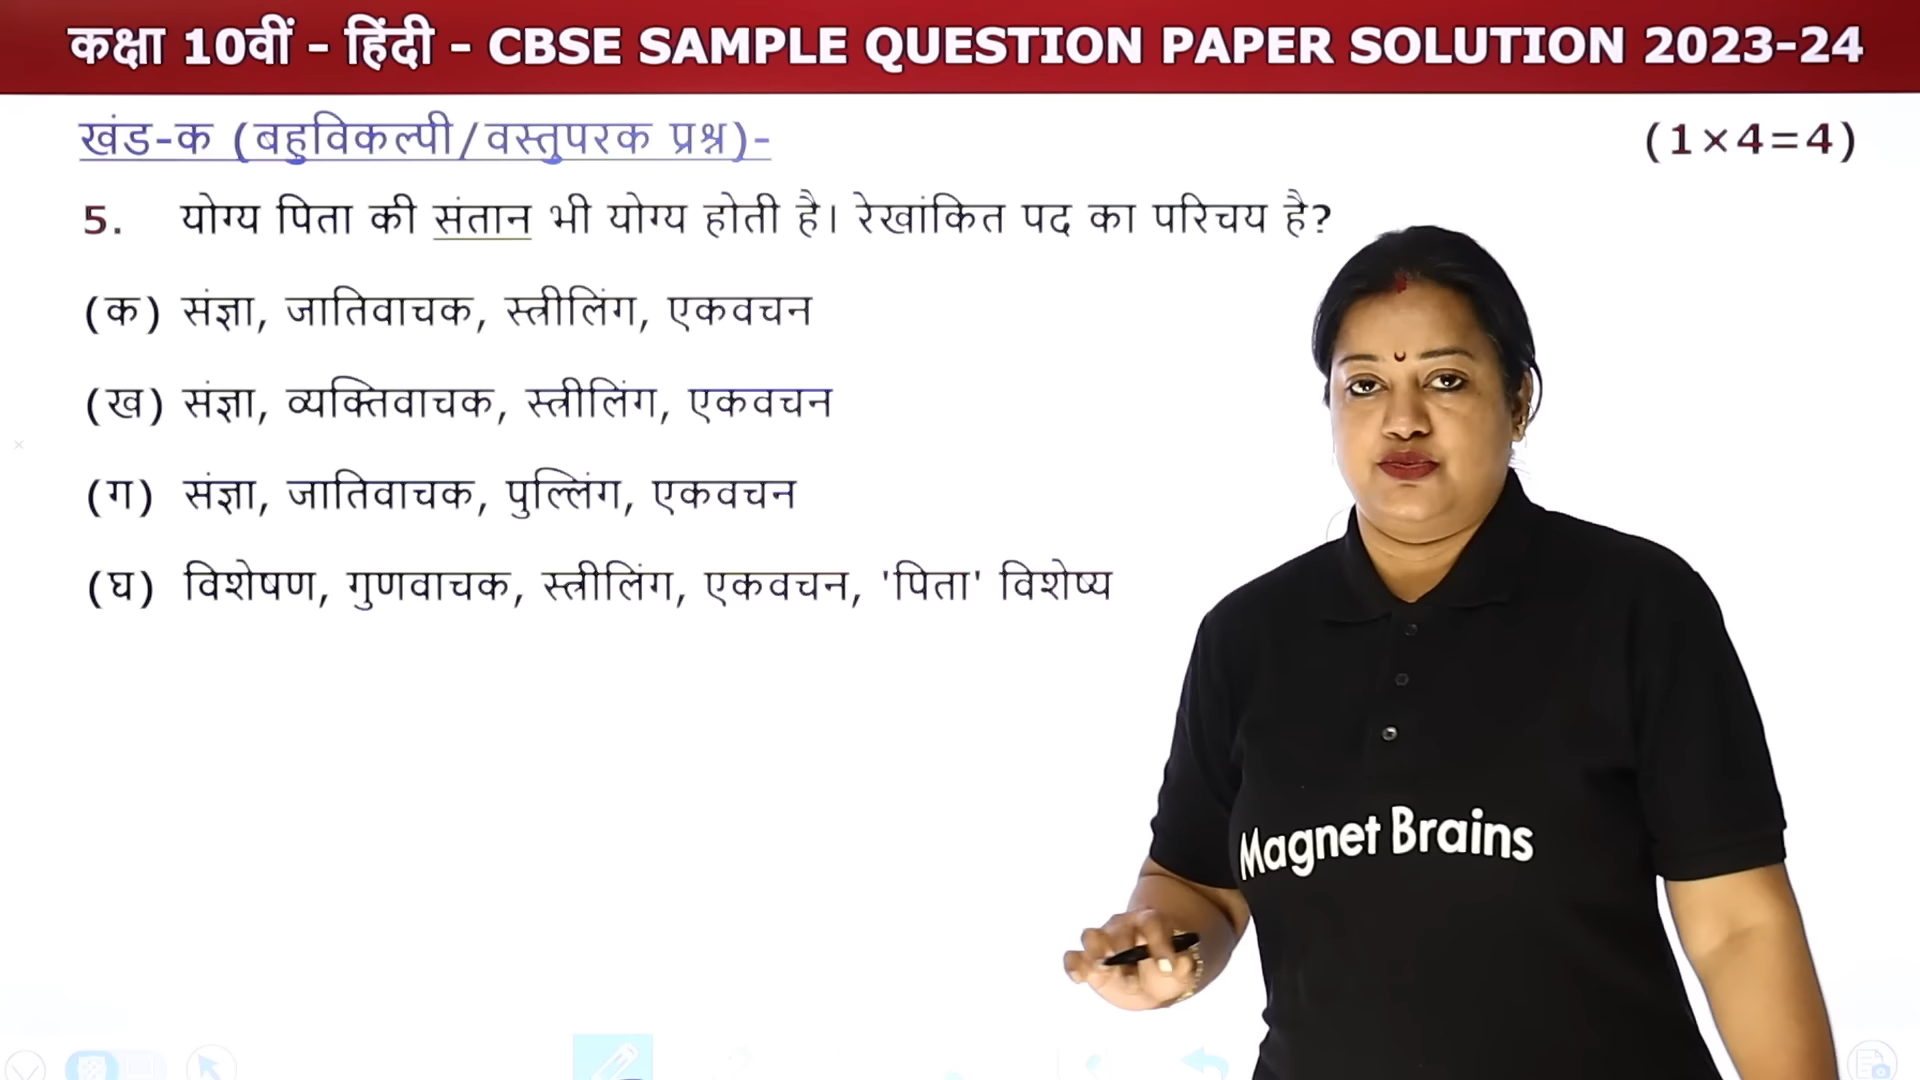 कक्षा 10वीं - हिंदी - CBSE SAMPLE QUESTION PAPER SOLUTION 2023-24
खंड-क (बहुविकल्पी/वस्तुपरक प्रश्न)- (1×4=4)
5. योग्य पिता की संतान भी योग्य होती है। रेखांकित पद का परिचय है?
(क) संज्ञा, जातिवाचक, स्त्रीलिंग, एकवचन
(ख) संज्ञा, व्यक्तिवाचक, स्त्रीलिंग, एकवचन
(ग) संज्ञा, जातिवाचक, पुल्लिंग, एकवचन
(घ) विशेषण, गुणवाचक, स्त्रीलिंग, एकवचन, 'पिता' विशेष्य
Magnet Brains